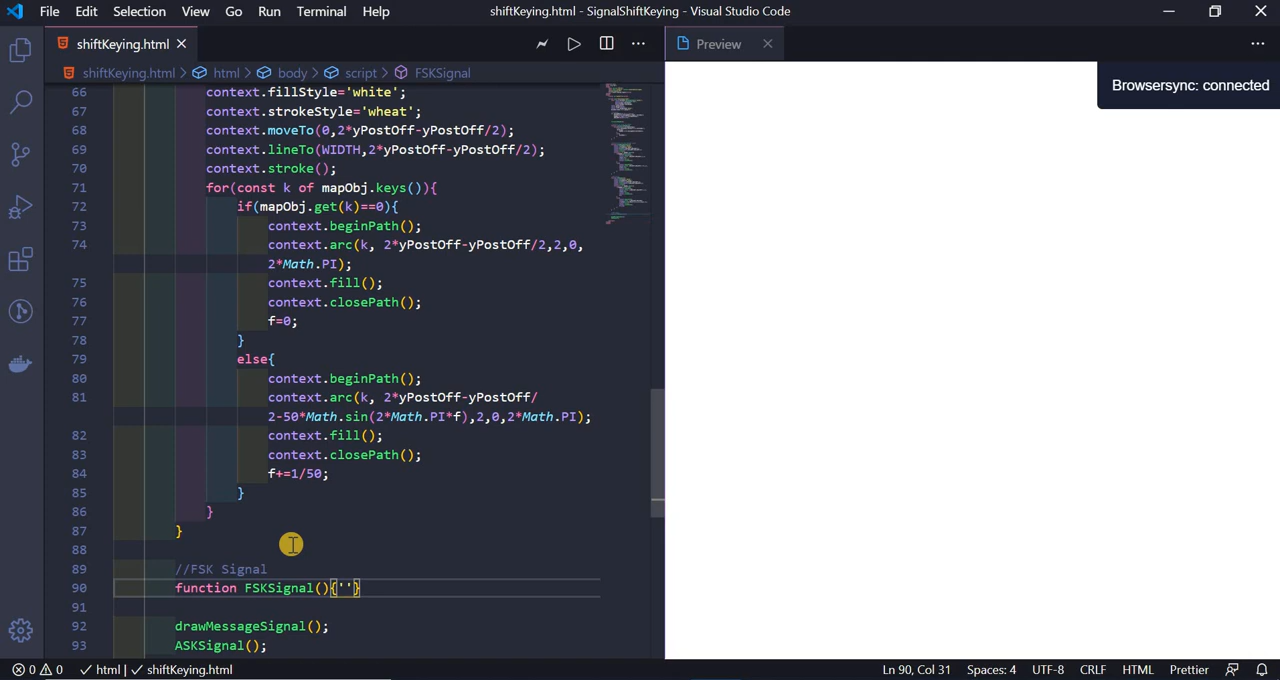 File Edit Selection View Go Run Terminal Help shiftKeying.html - SignalShiftKeying - Visual Studio Code
shiftKeying.html Preview
shiftKeying.html > html > body > script > FSKSignal
Browsersync: connected
66 context.fillStyle='white';
67 context.strokeStyle='wheat';
68 context.moveTo(0,2*yPostOff-yPostOff/2);
69 context.lineTo(WIDTH,2*yPostOff-yPostOff/2);
70 context.stroke();
71 for(const k of mapObj.keys()){
72 if(mapObj.get(k)==0){
73 context.beginPath();
74 context.arc(k, 2*yPostOff-yPostOff/2,2,0,
2*Math.PI);
75 context.fill();
76 context.closePath();
77 f=0;
78 }
79 else{
80 context.beginPath();
81 context.arc(k, 2*yPostOff-yPostOff/
2-50*Math.sin(2*Math.PI*f),2,0,2*Math.PI);
82 context.fill();
83 context.closePath();
84 f+=1/50;
85 }
86 }
87 }
88
89 //FSK Signal
90 function FSKSignal(){''}
91
92 drawMessageSignal();
93 ASKSignal();
0 0 html | shiftKeying.html Ln 90, Col 31 Spaces: 4 UTF-8 CRLF HTML Prettier